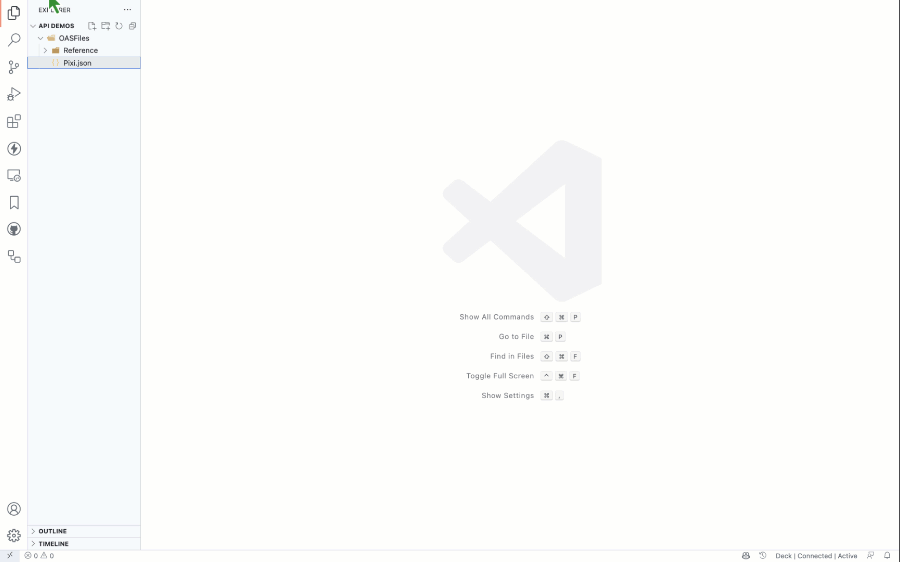 EXPLORER
API DEMOS
OASFiles
Reference
Pixi.json
Show All Commands ⇧ ⌘ P
Go to File ⌘ P
Find in Files ⇧ ⌘ F
Toggle Full Screen ^ ⌘ F
Show Settings ⌘ ,
OUTLINE
TIMELINE
0 0
Deck | Connected | Active